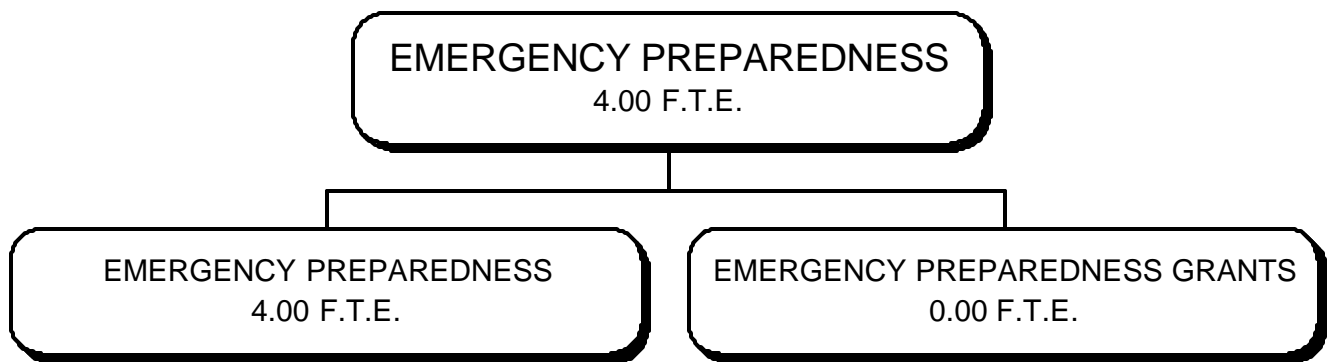 EMERGENCY PREPAREDNESS
4.00 F.T.E.
EMERGENCY PREPAREDNESS
4.00 F.T.E.
EMERGENCY PREPAREDNESS GRANTS
0.00 F.T.E.